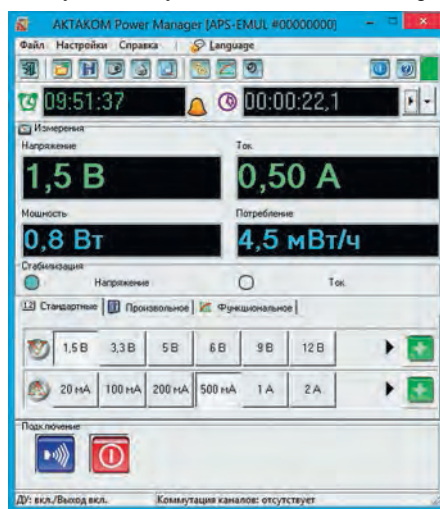 АКТАКОМ Power Manager [APS-EMUL #00000000]
Файл Настройки Справка Language
09:51:37 00:00:22,1
Измерения
Напряжение Ток
1,5 В 0,50 А
Мощность Потребление
0,8 Вт 4,5 мВт/ч
Стабилизация
Напряжение Ток
1.2! Стандартные Произвольное Функциональное
1,5 В 3,3 В 5 В 6 В 9 В 12 В
20 мА 100 мА 200 мА 500 мА 1 А 2 А
Подключение
ДУ: вкл./Выход вкл. Коммутация каналов: отсутствует